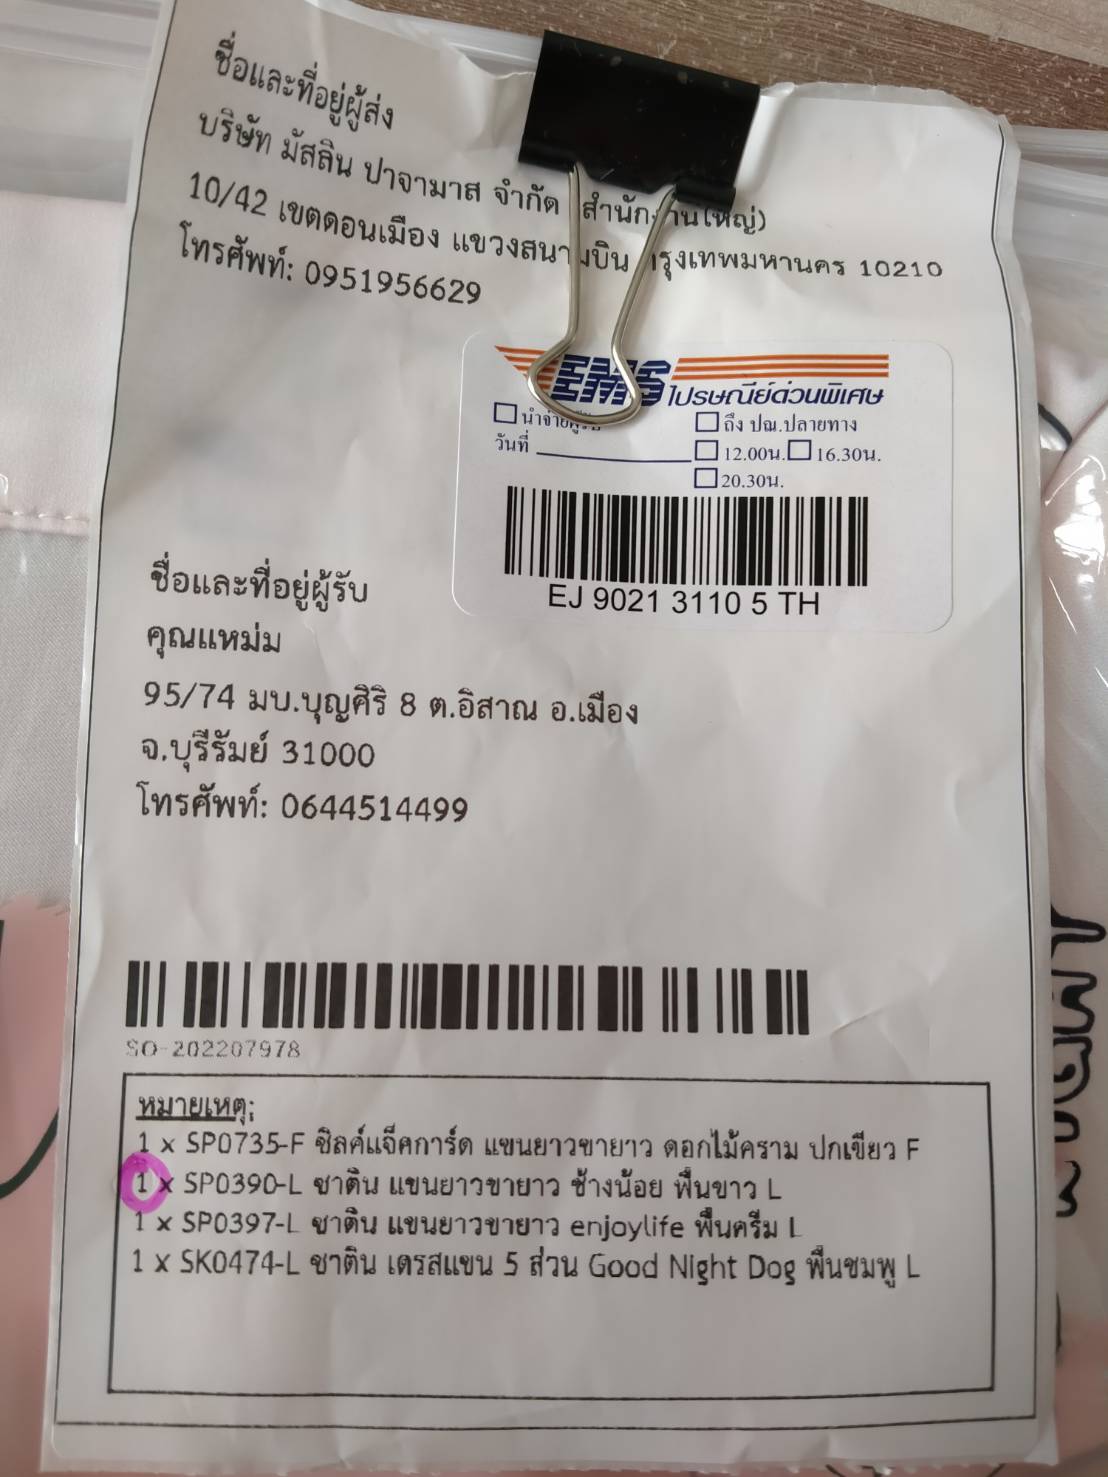 ชื่อและที่อยู่ผู้ส่ง
บริษัท มัสลิน ปาจามาส จำกัด
10/42 เขตดอนเมือง แขวงสนามบิน กรุงเทพมหานคร 10210
โทรศัพท์: 0951956629
EMS ไปรษณีย์ด่วนพิเศษ
ถึง ปณ.ปลายทาง
วันที่
12.00น. 16.30น.
20.30น.
EJ 9021 3110 5 TH
ชื่อและที่อยู่ผู้รับ
คุณแหม่ม
95/74 มบ.บุญศิริ 8 ต.อิสาณ อ.เมือง
จ.บุรีรัมย์ 31000
โทรศัพท์: 0644514499
SO-202207978
หมายเหตุ:
1 x SP0735-F ซิลค์แจ็คการ์ด แขนยาวขายาว ดอกไม้คราม ปกเขียว F
1 x SP0390-L ซาติน แขนยาวขายาว ช้างน้อย พื้นขาว L
1 x SP0397-L ซาติน แขนยาวขายาว enjoylife พื้นครีม L
1 x SK0474-L ซาติน เดรสแขน 5 ส่วน Good Night Dog พื้นชมพู L